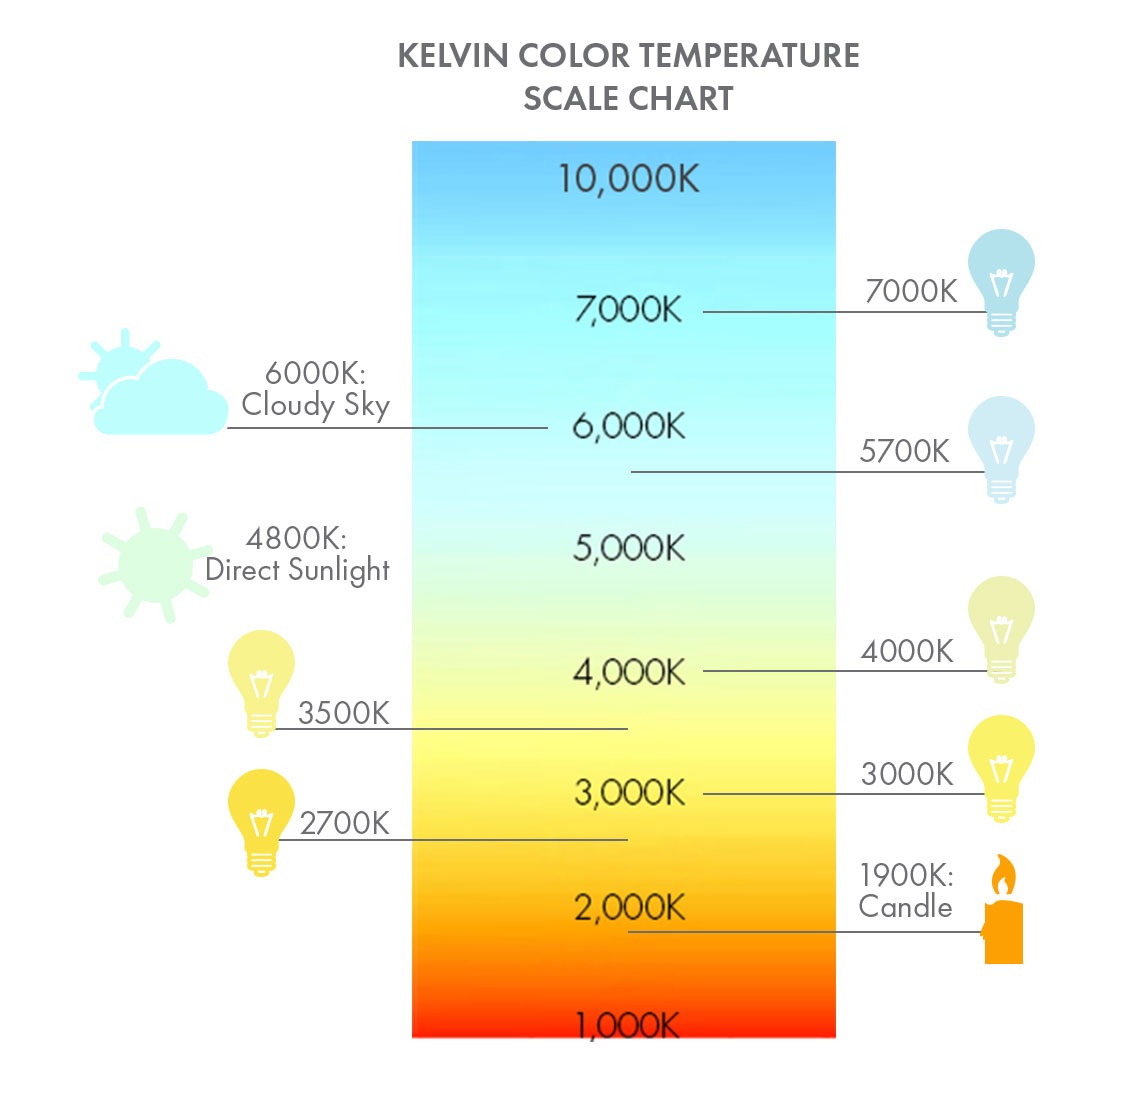 KELVIN COLOR TEMPERATURE
SCALE CHART
10,000K
7,000K
7000K
6000K:
Cloudy Sky
6,000K
5700K
4800K:
Direct Sunlight
5,000K
4000K
4,000K
3500K
3000K
3,000K
2700K
1900K:
Candle
2,000K
1,000K